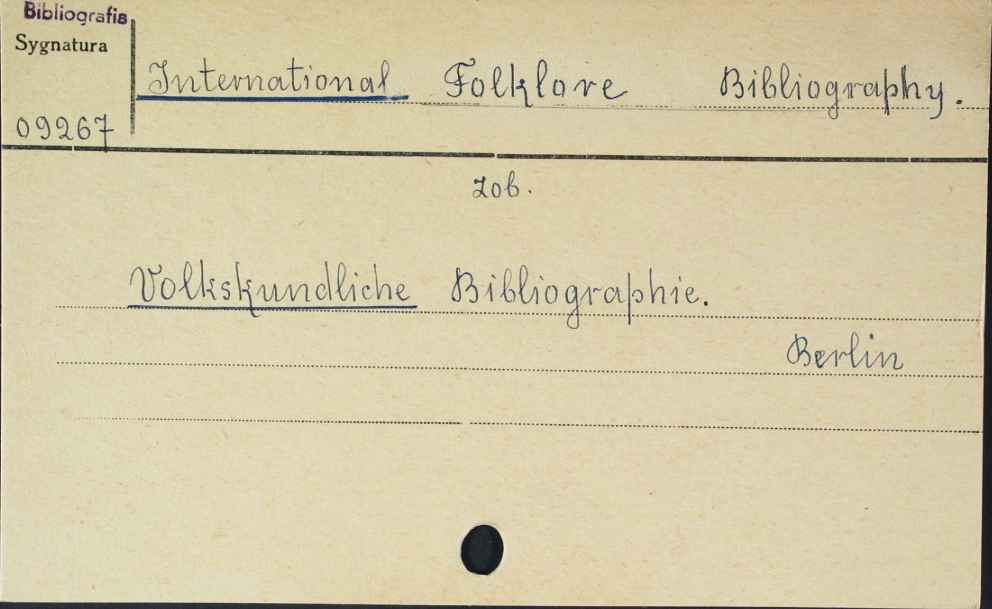 Bibliografia
Sygnatura
International Folklore Bibliography.
09267
zob.
Volkskundliche Bibliographie.
Berlin